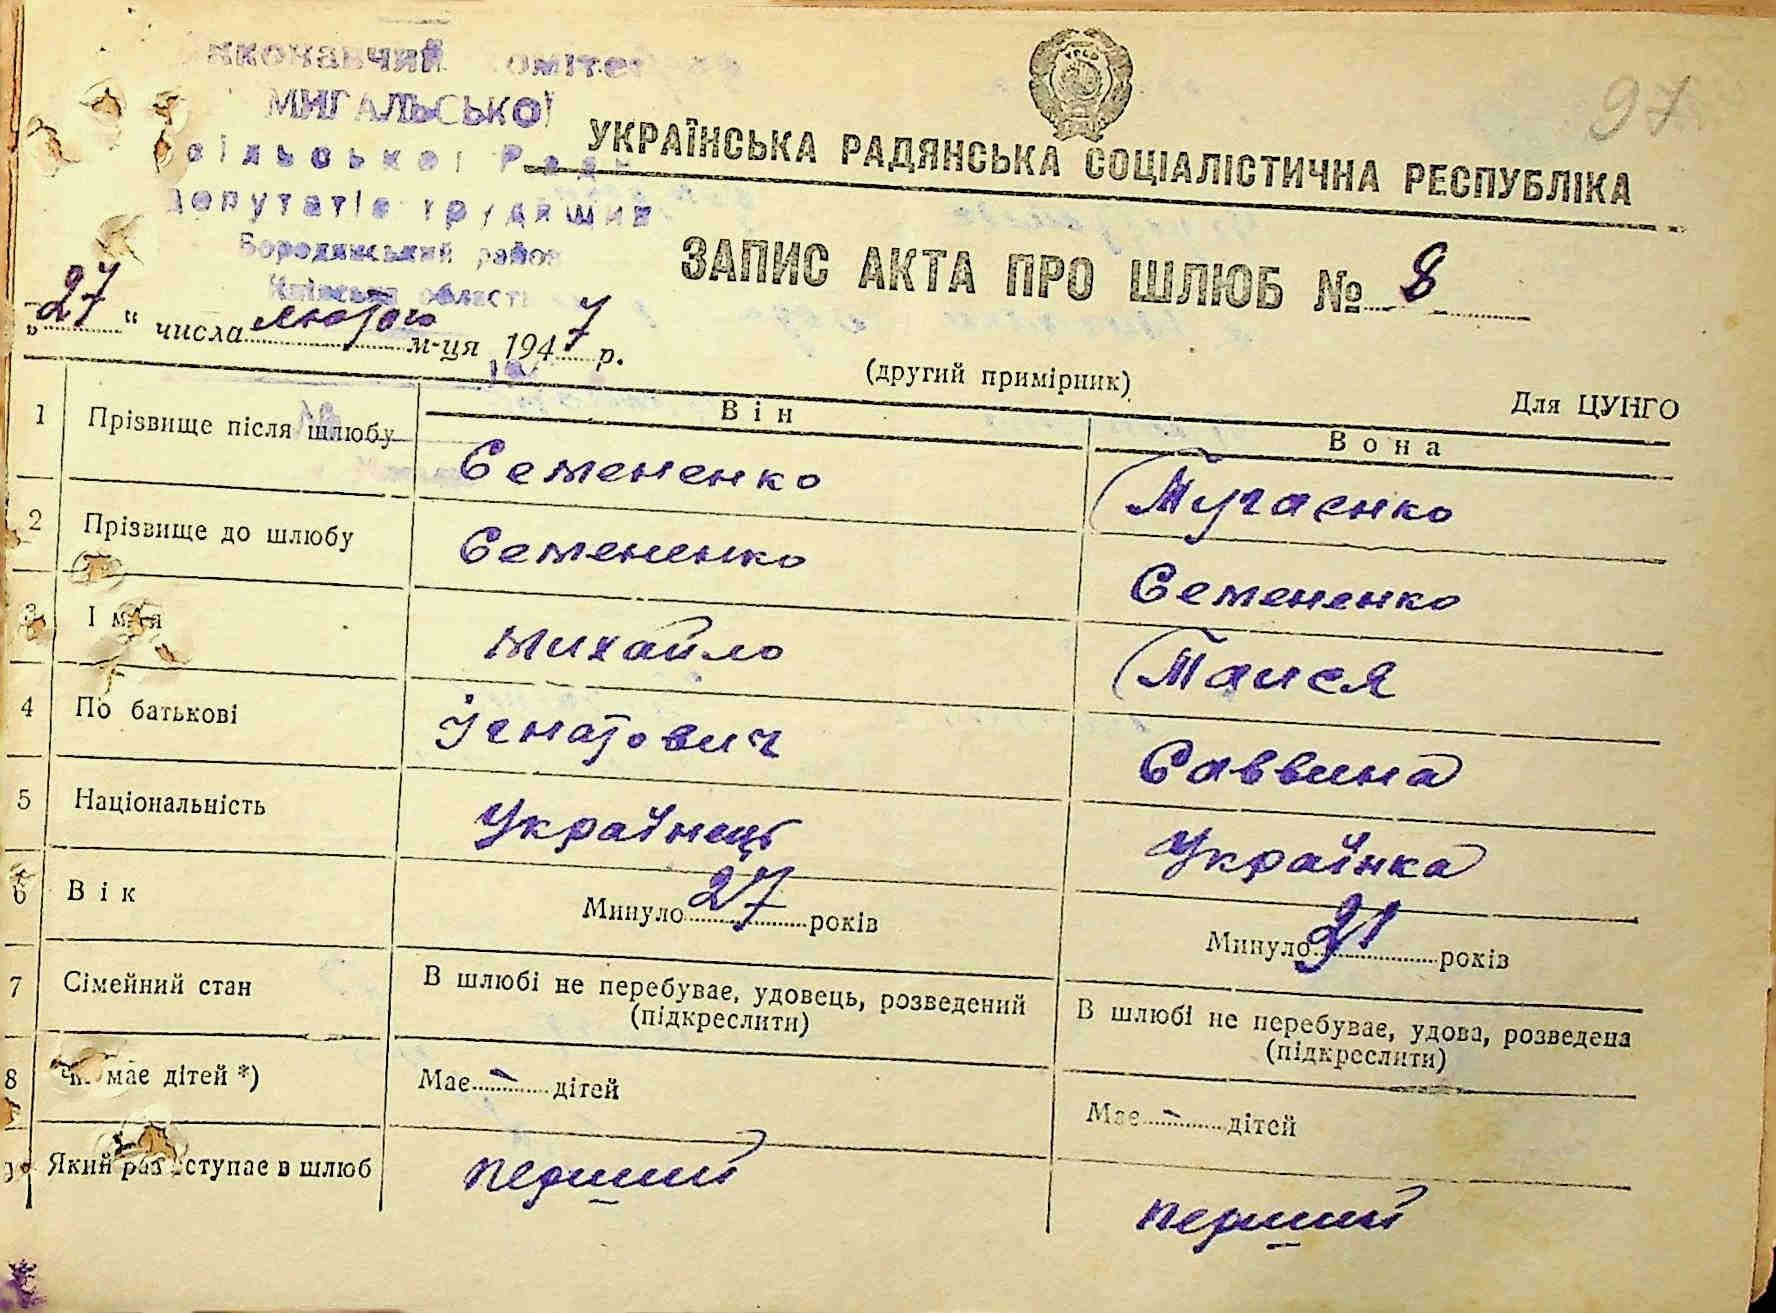 97
виконавчий комітет
МИГАЛЬСЬКОЇ
сільської Ради
депутатів трудящих
Бородянський район
Київська область
УКРАЇНСЬКА РАДЯНСЬКА СОЦІАЛІСТИЧНА РЕСПУБЛІКА
ЗАПИС АКТА ПРО ШЛЮБ № 8
„27“ числа лютого м-ця 1947 р.
(другий примірник)
Для ЦУНГО
Він Вона
1 Прізвище після шлюбу Семененко Тугаенко
2 Прізвище до шлюбу Семененко Семененко
3 Імя Михайло Таися
4 По батькові Ігнатович Саввина
5 Національність Українець Українка
6 Вік Минуло 27 років Минуло 21 років
7 Сімейний стан В шлюбі не перебуває, удовець, розведений (підкреслити) В шлюбі не перебуває, удова, розведена (підкреслити)
8 Чи має дітей *) Має - дітей Має - дітей
9 Який раз вступає в шлюб перший перший